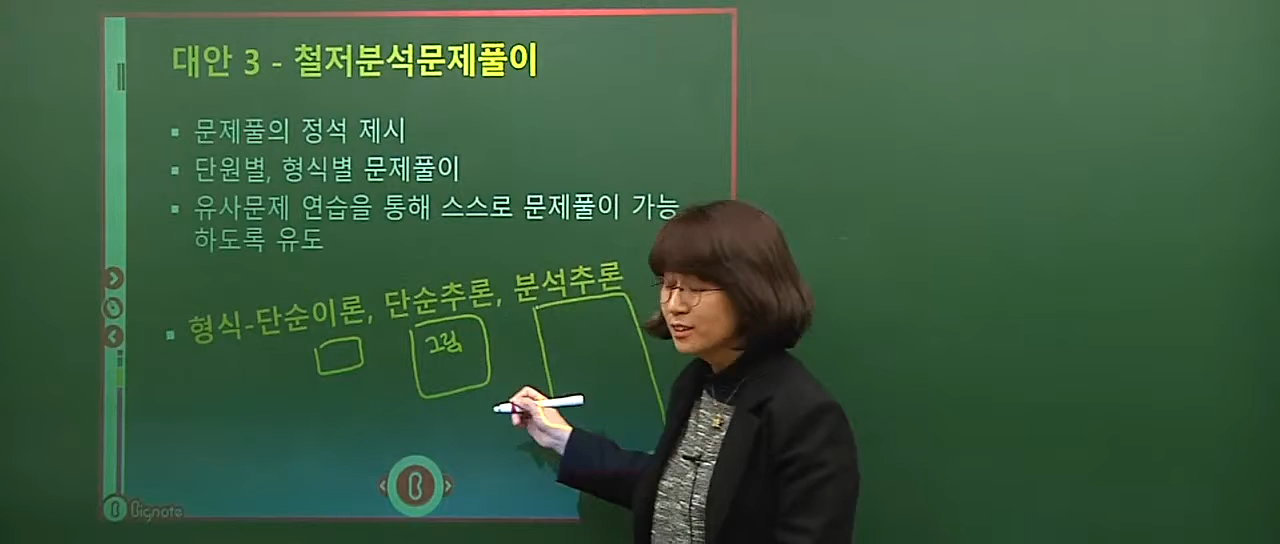 대안 3 - 철저분석문제풀이
문제풀의 정석 제시
단원별, 형식별 문제풀이
유사문제 연습을 통해 스스로 문제풀이 가능
하도록 유도
형식-단순이론, 단순추론, 분석추론
그림
Bignote